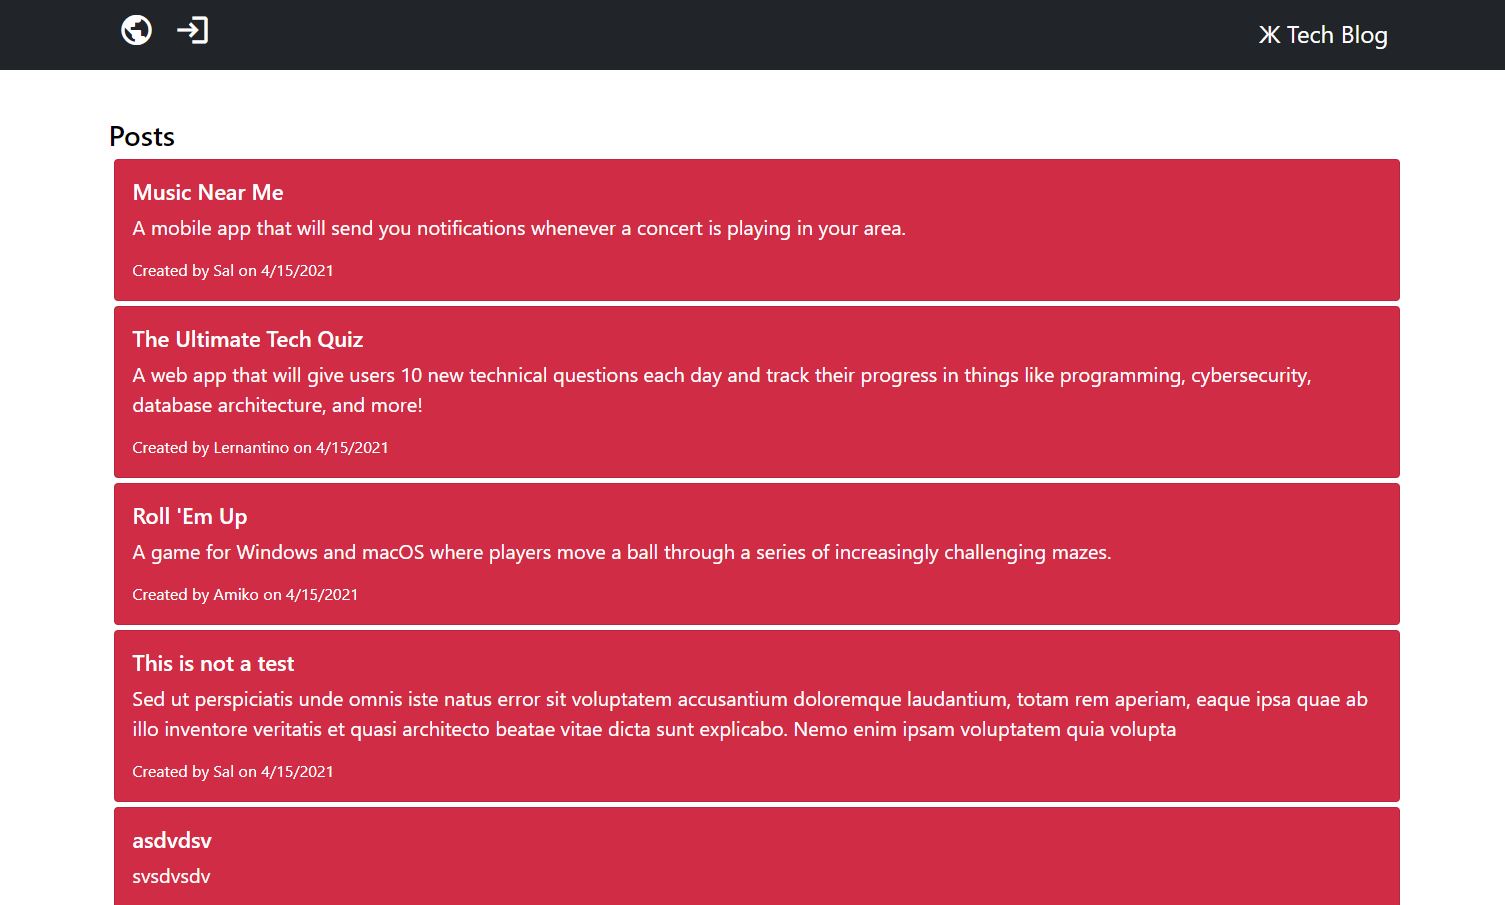 Ж Tech Blog
Posts
Music Near Me
A mobile app that will send you notifications whenever a concert is playing in your area.
Created by Sal on 4/15/2021
The Ultimate Tech Quiz
A web app that will give users 10 new technical questions each day and track their progress in things like programming, cybersecurity,
database architecture, and more!
Created by Lernantino on 4/15/2021
Roll 'Em Up
A game for Windows and macOS where players move a ball through a series of increasingly challenging mazes.
Created by Amiko on 4/15/2021
This is not a test
Sed ut perspiciatis unde omnis iste natus error sit voluptatem accusantium doloremque laudantium, totam rem aperiam, eaque ipsa quae ab
illo inventore veritatis et quasi architecto beatae vitae dicta sunt explicabo. Nemo enim ipsam voluptatem quia volupta
Created by Sal on 4/15/2021
asdvdsv
svsdvsdv